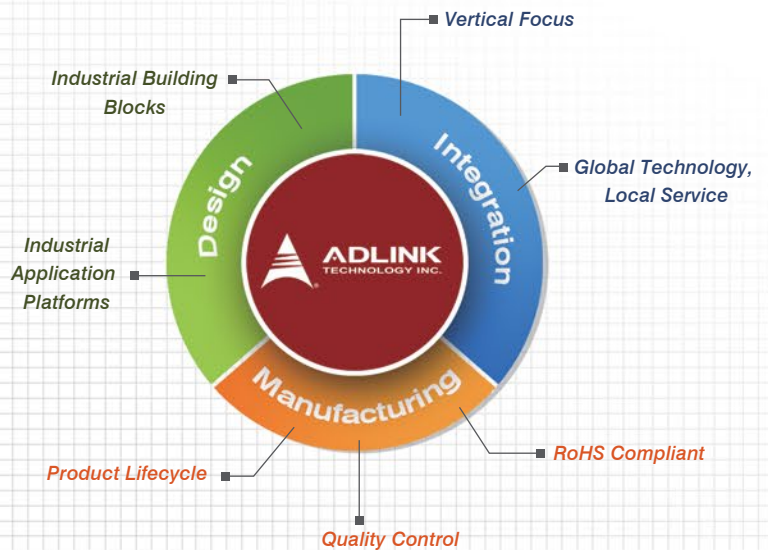 Vertical Focus
Industrial Building
Blocks
Global Technology,
Local Service
Design
Integration
ADLINK
TECHNOLOGY INC.
®
Industrial
Application
Platforms
Manufacturing
RoHS Compliant
Product Lifecycle
Quality Control